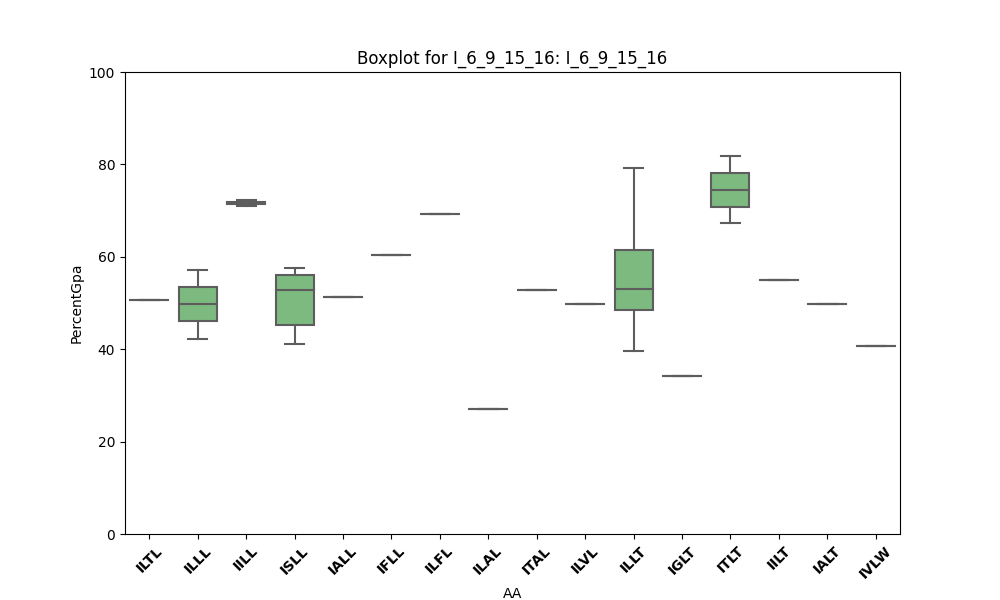 Boxplot for I_6_9_15_16: I_6_9_15_16
PercentGpa
100
80
60
40
20
0
ILTL ILLL IILL ISLL IALL IFLL ILFL ILAL ITAL ILVL ILLT IGLT ITLT IILT IALT IVLW
AA